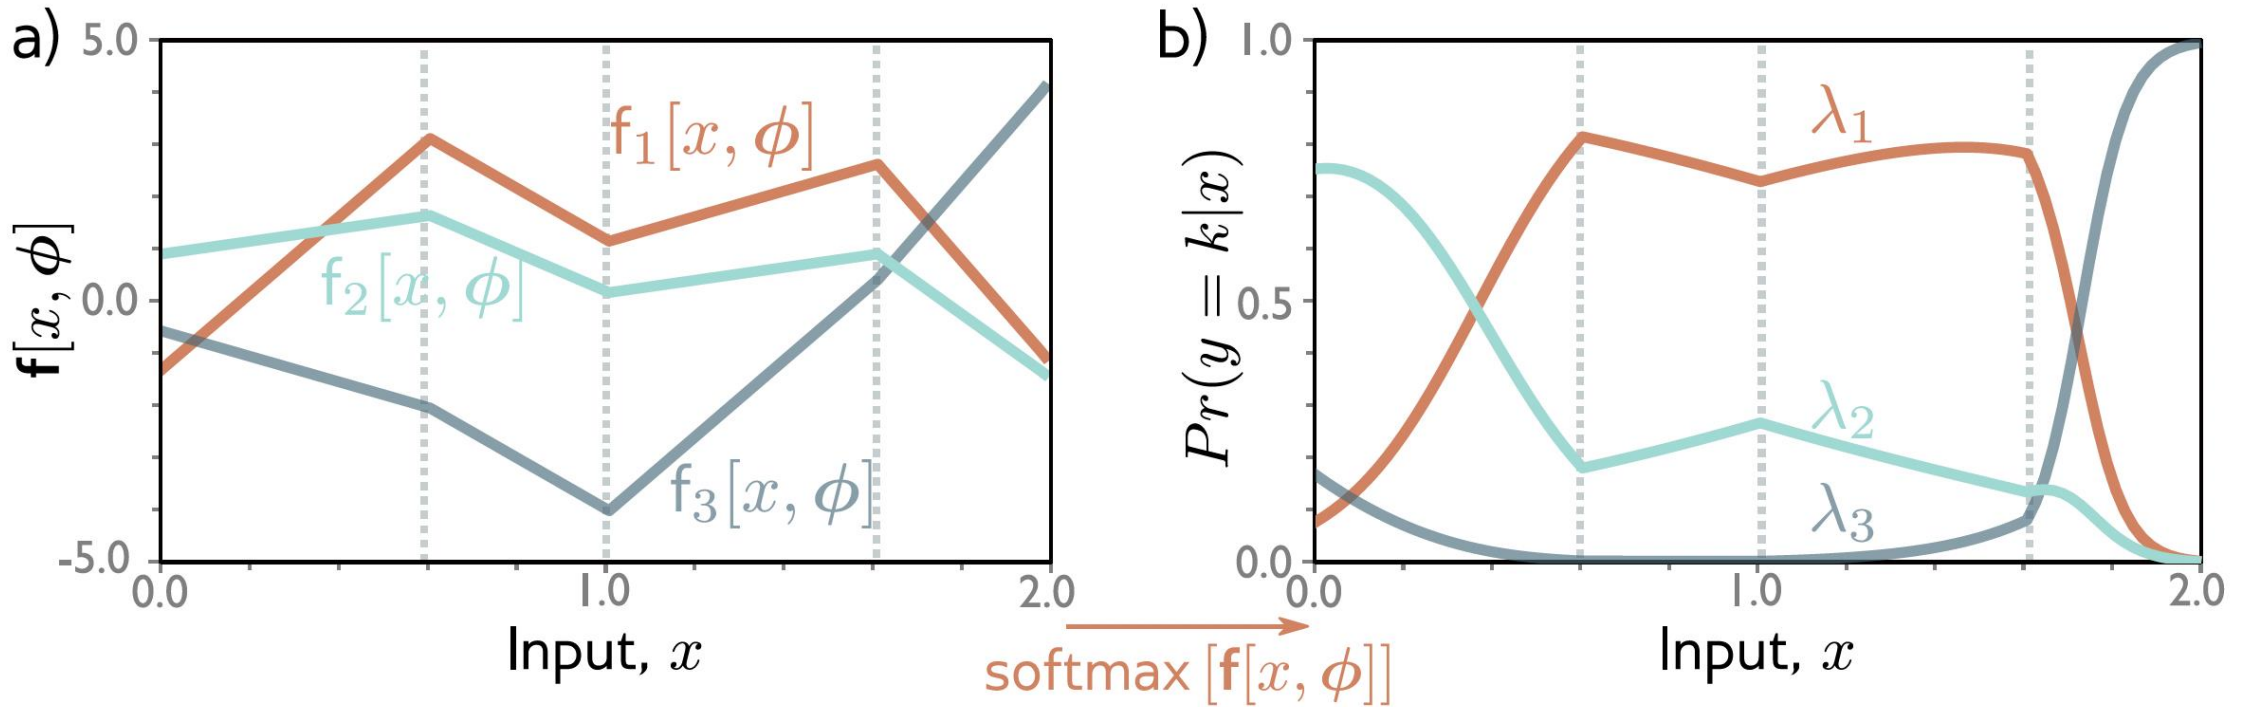 a)
5.0
0.0
-5.0
f[x, ϕ]
f₁[x, ϕ]
f₂[x, ϕ]
f₃[x, ϕ]
0.0 1.0 2.0
Input, x
softmax [f[x, ϕ]]
b)
1.0
0.5
0.0
Pr(y = k|x)
λ₁
λ₂
λ₃
0.0 1.0 2.0
Input, x